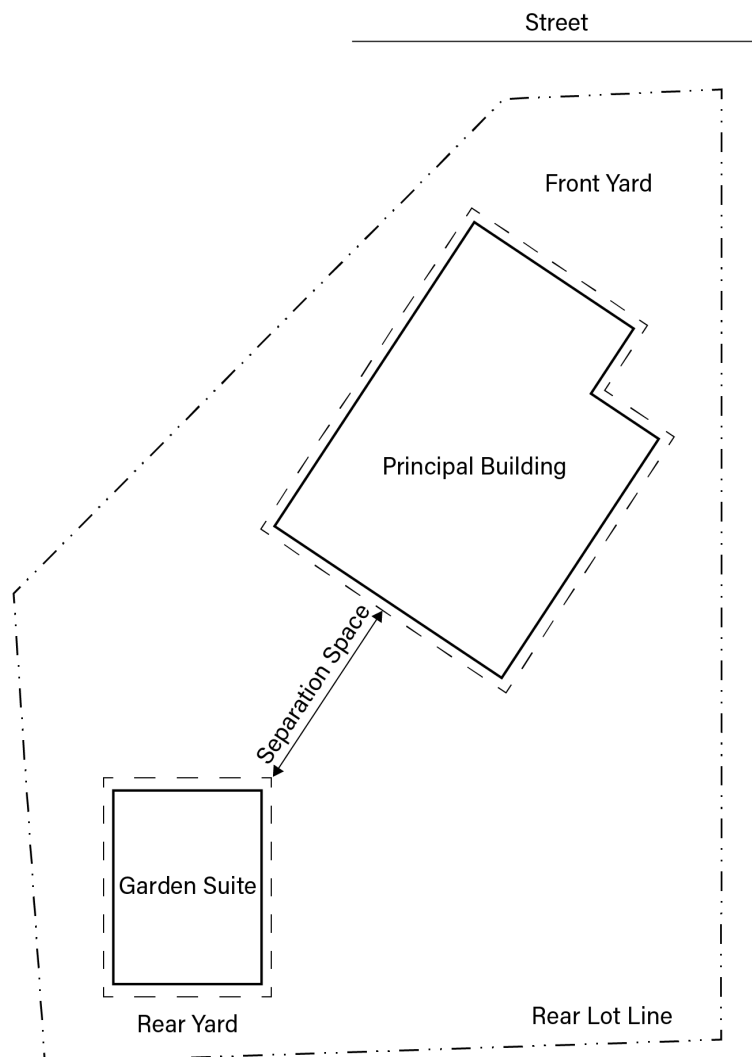 Street
Front Yard
Principal Building
Separation Space
Garden Suite
Rear Lot Line
Rear Yard